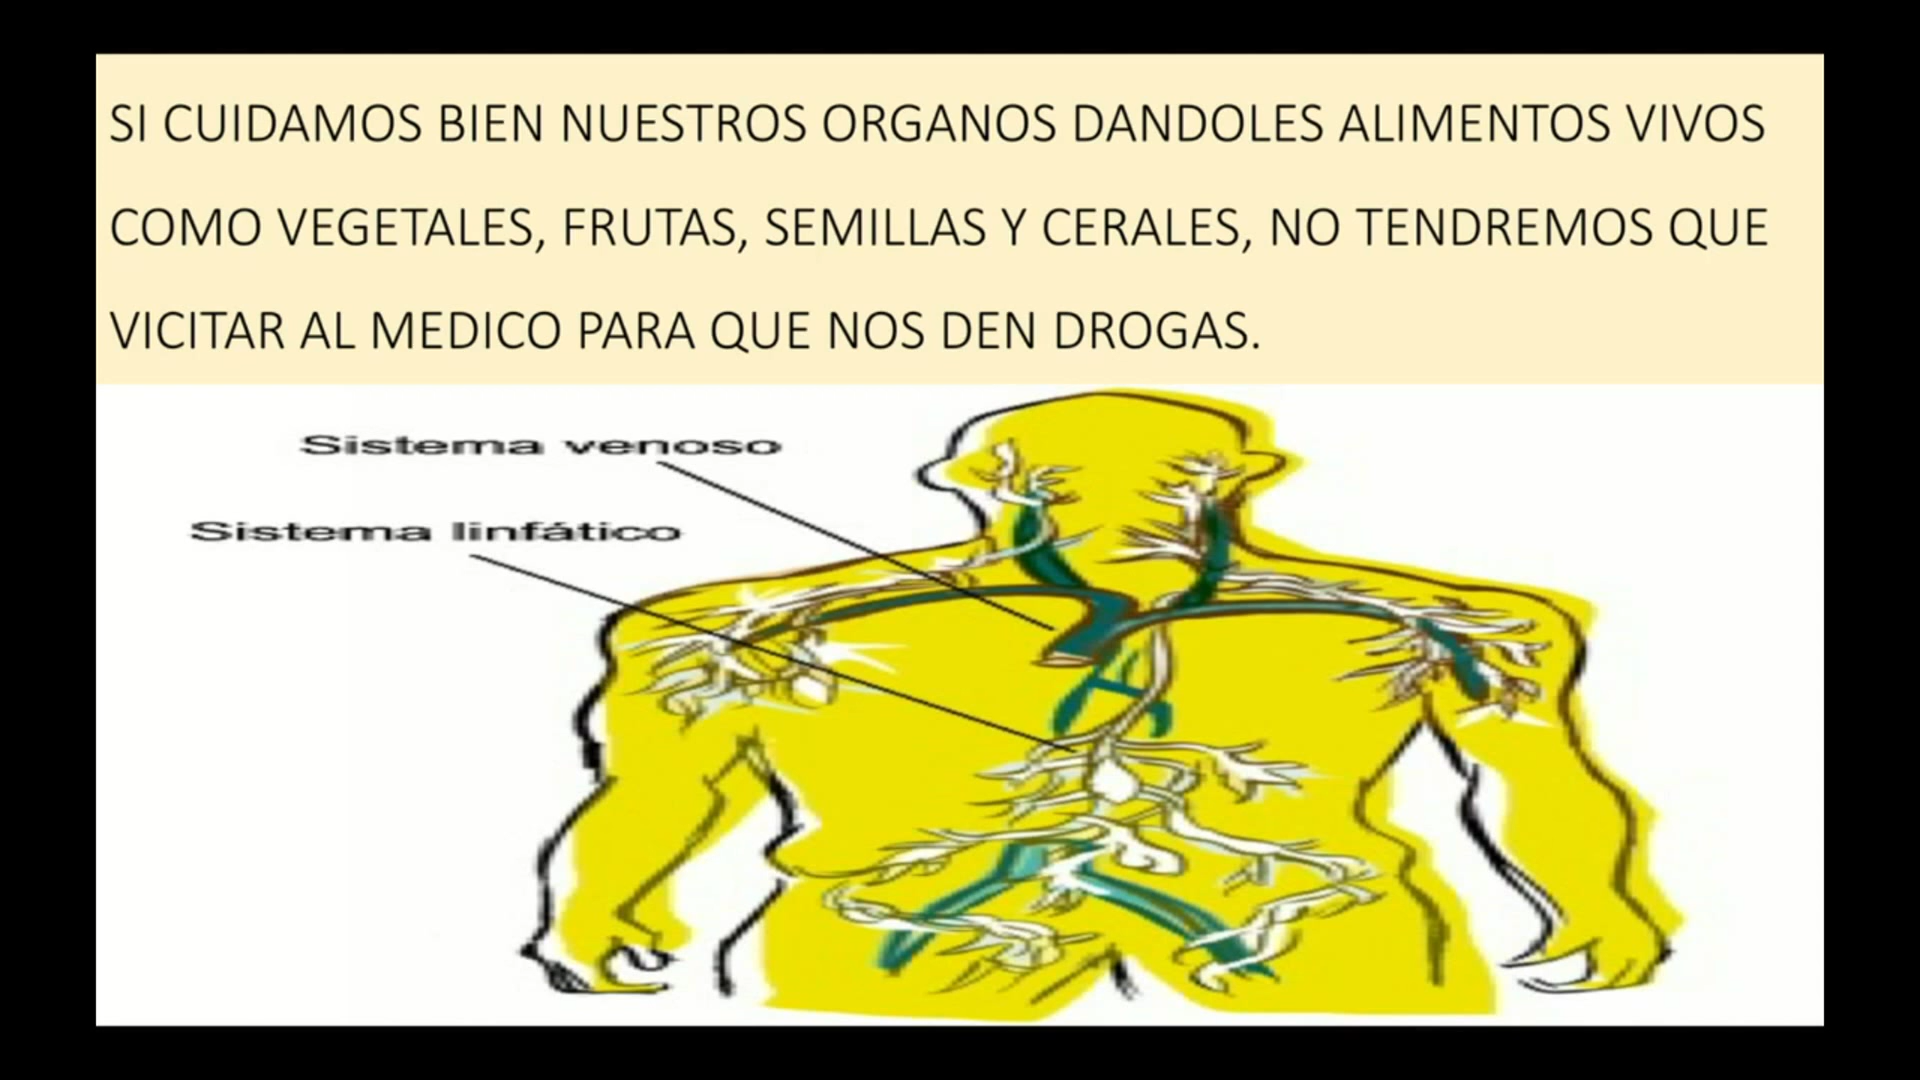 SI CUIDAMOS BIEN NUESTROS ORGANOS DANDOLES ALIMENTOS VIVOS
COMO VEGETALES, FRUTAS, SEMILLAS Y CERALES, NO TENDREMOS QUE
VICITAR AL MEDICO PARA QUE NOS DEN DROGAS.
Sistema venoso
Sistema linfático